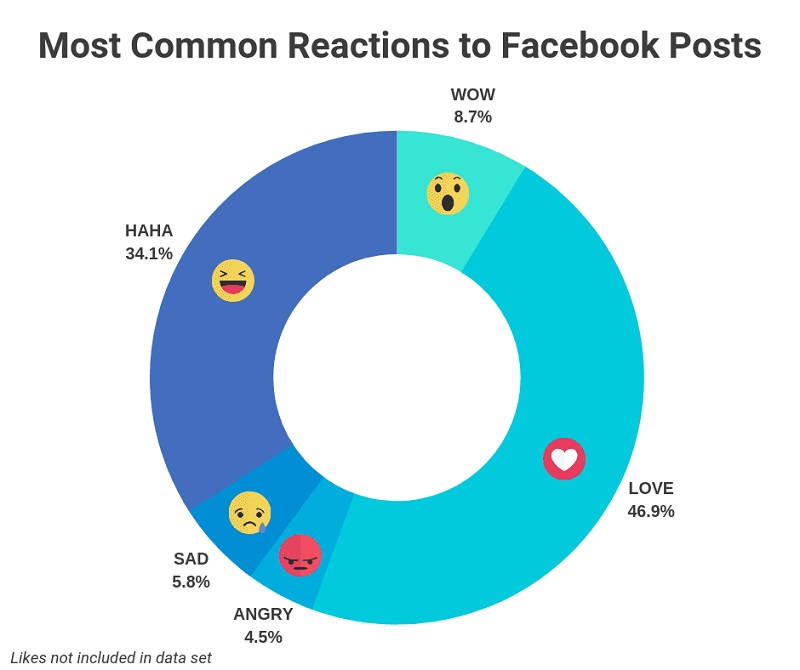 Most Common Reactions to Facebook Posts
WOW
8.7%
HAHA
34.1%
LOVE
46.9%
SAD
5.8%
ANGRY
4.5%
Likes not included in data set